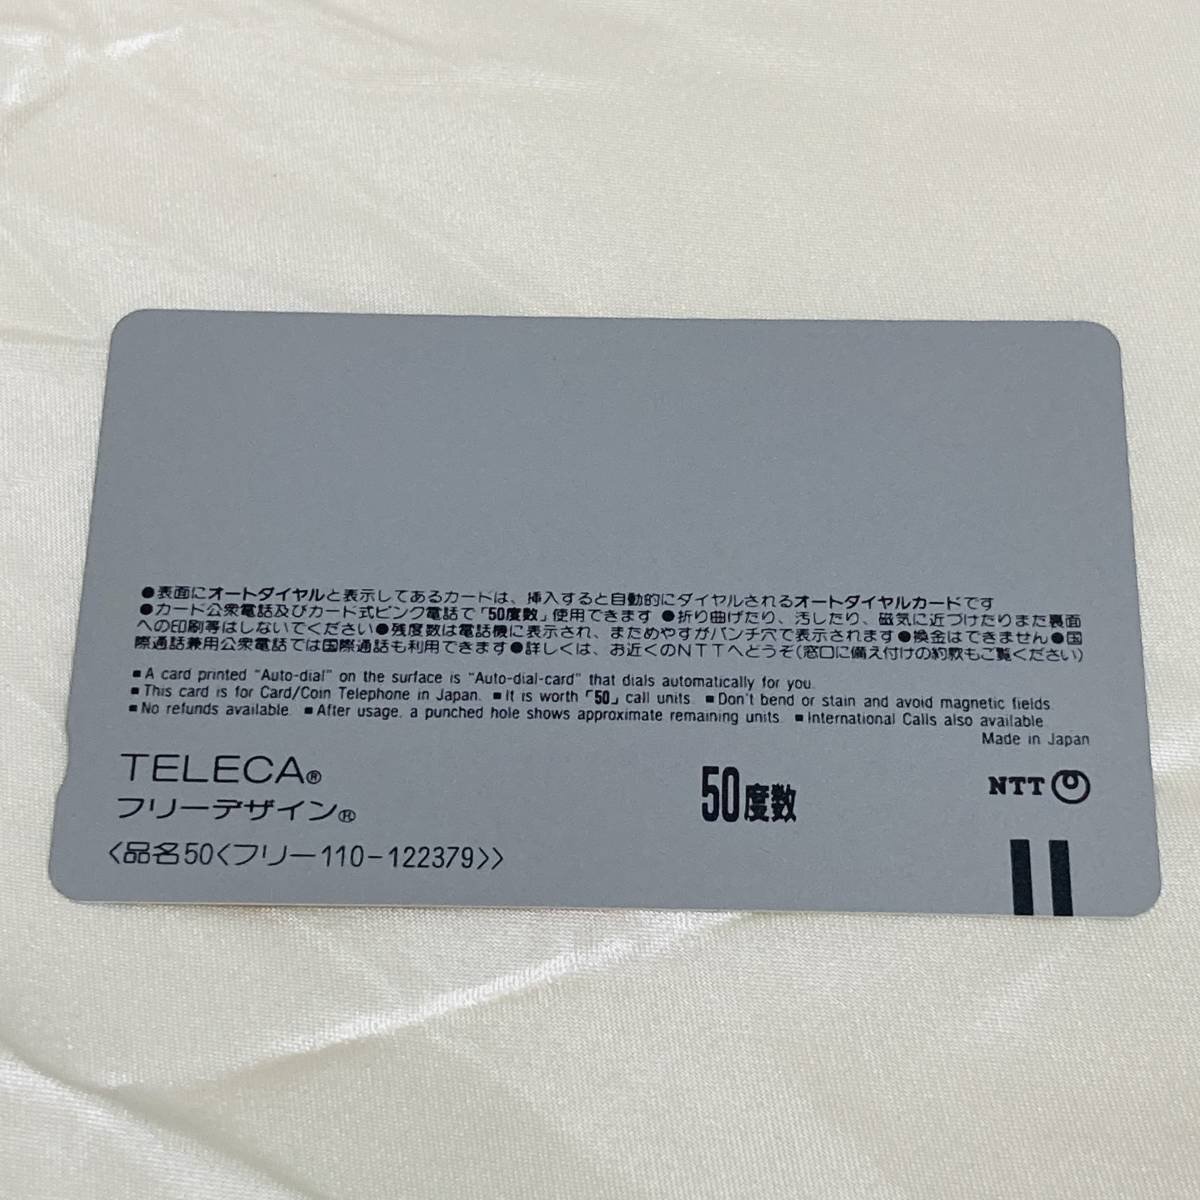 ●表面にオートダイヤルと表示してあるカードは、挿入すると自動的にダイヤルされるオートダイヤルカードです
●カード公衆電話及びカード式ピンク電話で「50度数」使用できます ●折り曲げたり、汚したり、磁気に近づけたりまた裏面
への印刷等はしないでください●残度数は電話機に表示され、まためやすがパンチ穴で表示されます●換金はできません●国
際通話兼用公衆電話では国際通話も利用できます●詳しくは、お近くのNTTへどうぞ(窓口に備え付けの約款もご覧ください)
■A card printed “Auto-dial” on the surface is “Auto-dial-card” that dials automatically for you.
■This card is for Card/Coin Telephone in Japan. ■It is worth「50」call units. ■Don't bend or stain and avoid magnetic fields.
■No refunds available. ■After usage, a punched hole shows approximate remaining units. ■International Calls also available.
Made in Japan
TELECA®
フリーデザイン®
50度数
NTT
〈品名50〈フリー110-122379〉〉